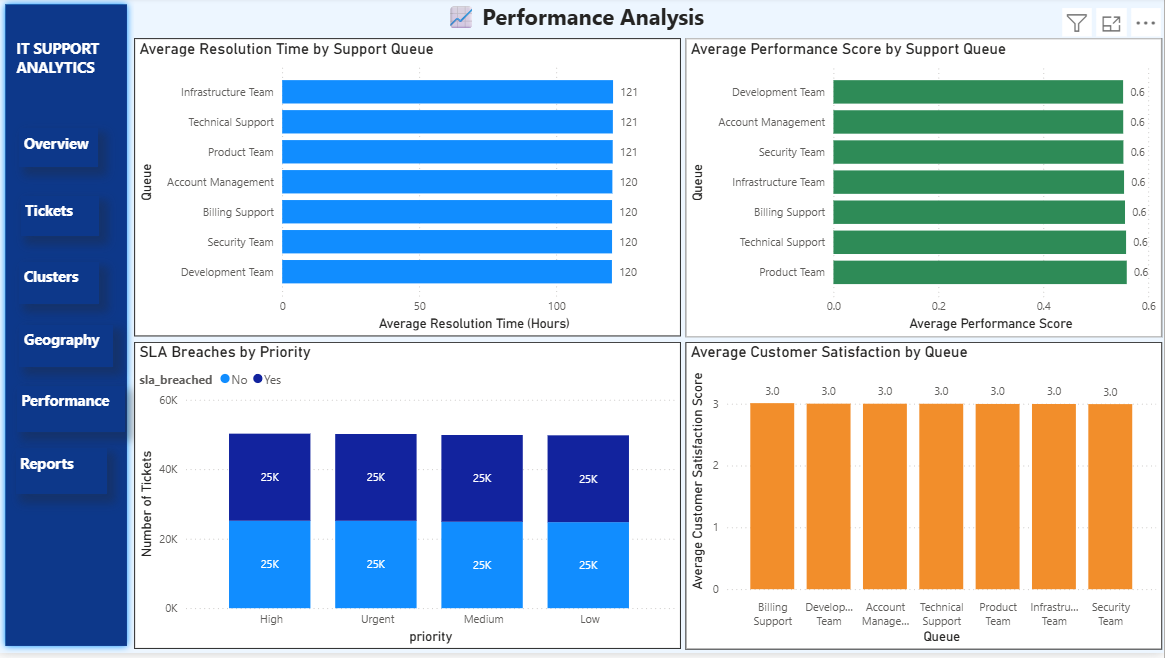 Performance Analysis
IT SUPPORT
ANALYTICS
Overview
Tickets
Clusters
Geography
Performance
Reports
Average Resolution Time by Support Queue
Queue
Infrastructure Team 121
Technical Support 121
Product Team 121
Account Management 120
Billing Support 120
Security Team 120
Development Team 120
0 50 100
Average Resolution Time (Hours)
Average Performance Score by Support Queue
Queue
Development Team 0.6
Account Management 0.6
Security Team 0.6
Infrastructure Team 0.6
Billing Support 0.6
Technical Support 0.6
Product Team 0.6
0.0 0.2 0.4 0.6
Average Performance Score
SLA Breaches by Priority
sla_breached No Yes
Number of Tickets
60K
40K
20K
0K
25K 25K 25K 25K
25K 25K 25K 25K
High Urgent Medium Low
priority
Average Customer Satisfaction by Queue
Average Customer Satisfaction Score
3
2
1
0
3.0 3.0 3.0 3.0 3.0 3.0 3.0
Billing Develop... Account Technical Product Infrastru... Security
Support Team Manage... Support Team Team Team
Queue